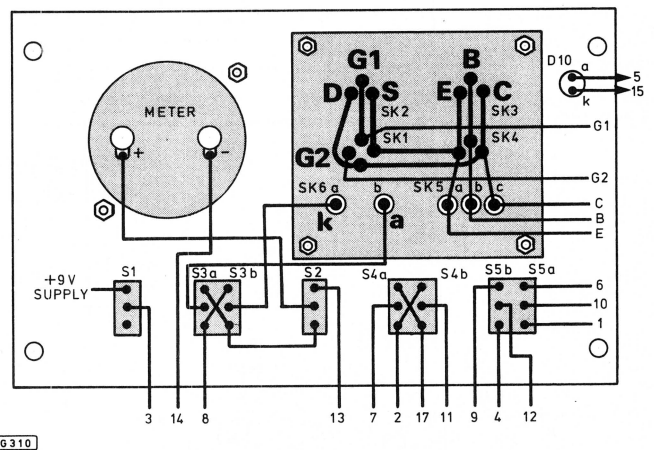 D10 a
5
15
k
G1
B
D S E C
SK2 SK3
METER
SK1 SK4
G1
G2
+ -
SK6 a b SK5 a b c
G2
k a
C
B
E
+9V
SUPPLY
S1 S3a S3b S2 S4a S4b S5b S5a
6
10
1
3 14 8 13 7 2 17 11 9 4 12
G310